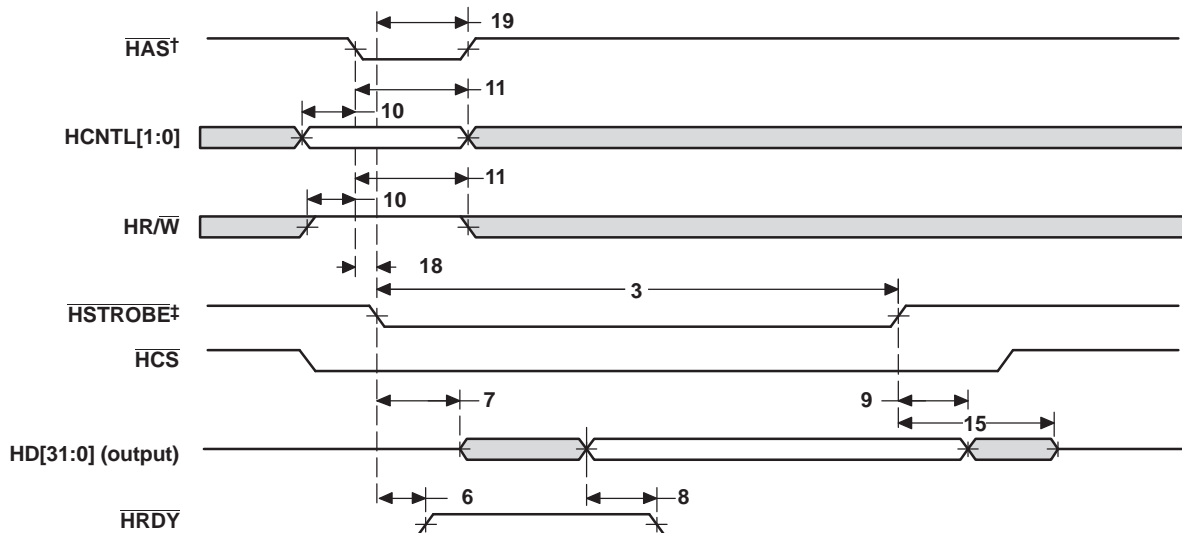 19
HAS†
11
10
HCNTL[1:0]
11
10
HR/W
18
3
HSTROBE‡
HCS
7
9
15
HD[31:0] (output)
6
8
HRDY